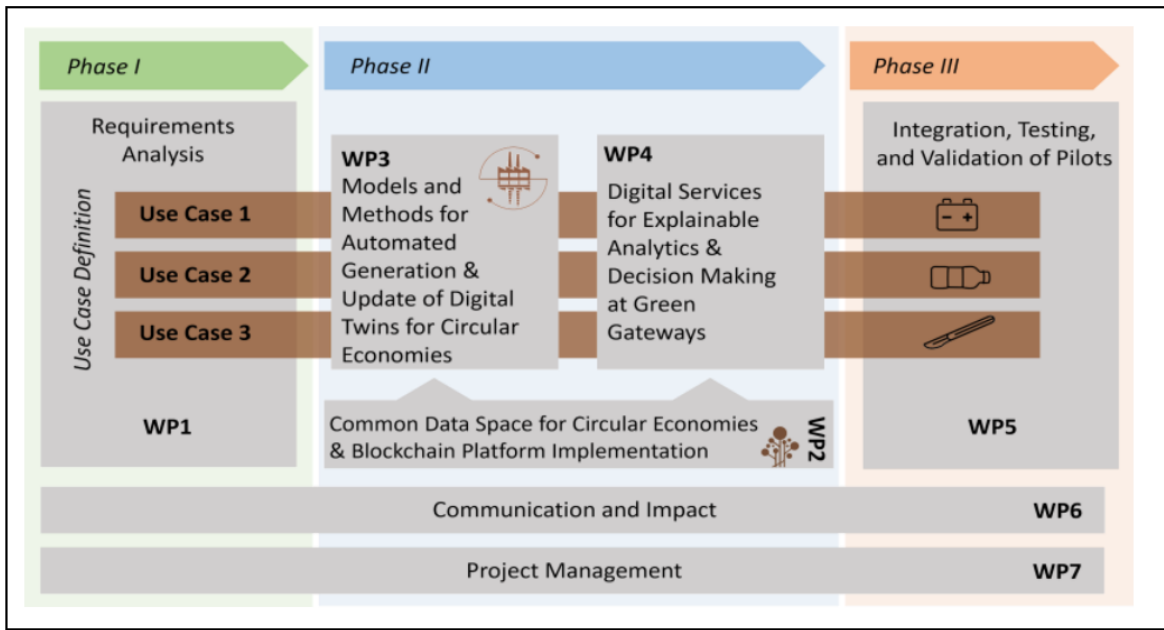 Phase I
Phase II
Phase III
Requirements
Analysis
Use Case Definition
Use Case 1
Use Case 2
Use Case 3
WP1
WP3
Models and
Methods for
Automated
Generation &
Update of Digital
Twins for Circular
Economies
WP4
Digital Services
for Explainable
Analytics &
Decision Making
at Green
Gateways
Common Data Space for Circular Economies
& Blockchain Platform Implementation
WP2
Integration, Testing,
and Validation of Pilots
WP5
Communication and Impact
WP6
Project Management
WP7